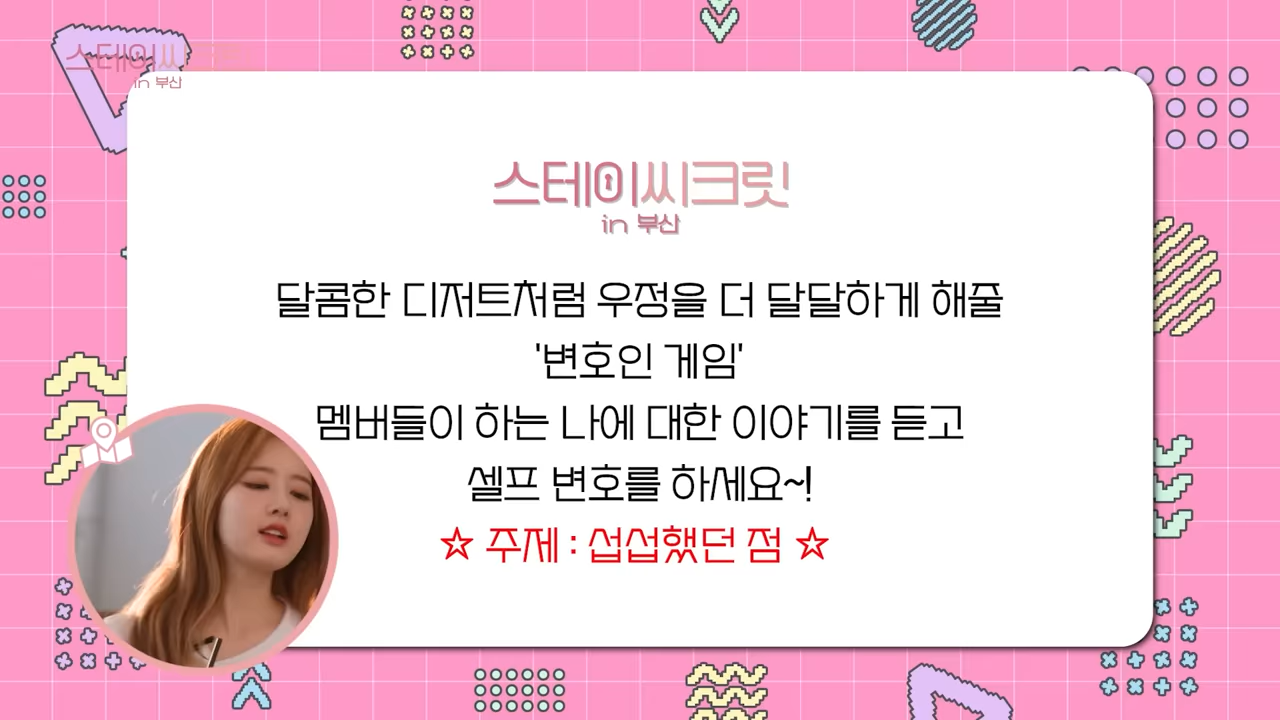 스테이씨크릿
in 부산
스테이씨크릿
in 부산
달콤한 디저트처럼 우정을 더 달달하게 해줄
'변호인 게임'
멤버들이 하는 나에 대한 이야기를 듣고
셀프 변호를 하세요~!
☆ 주제 : 섭섭했던 점 ☆